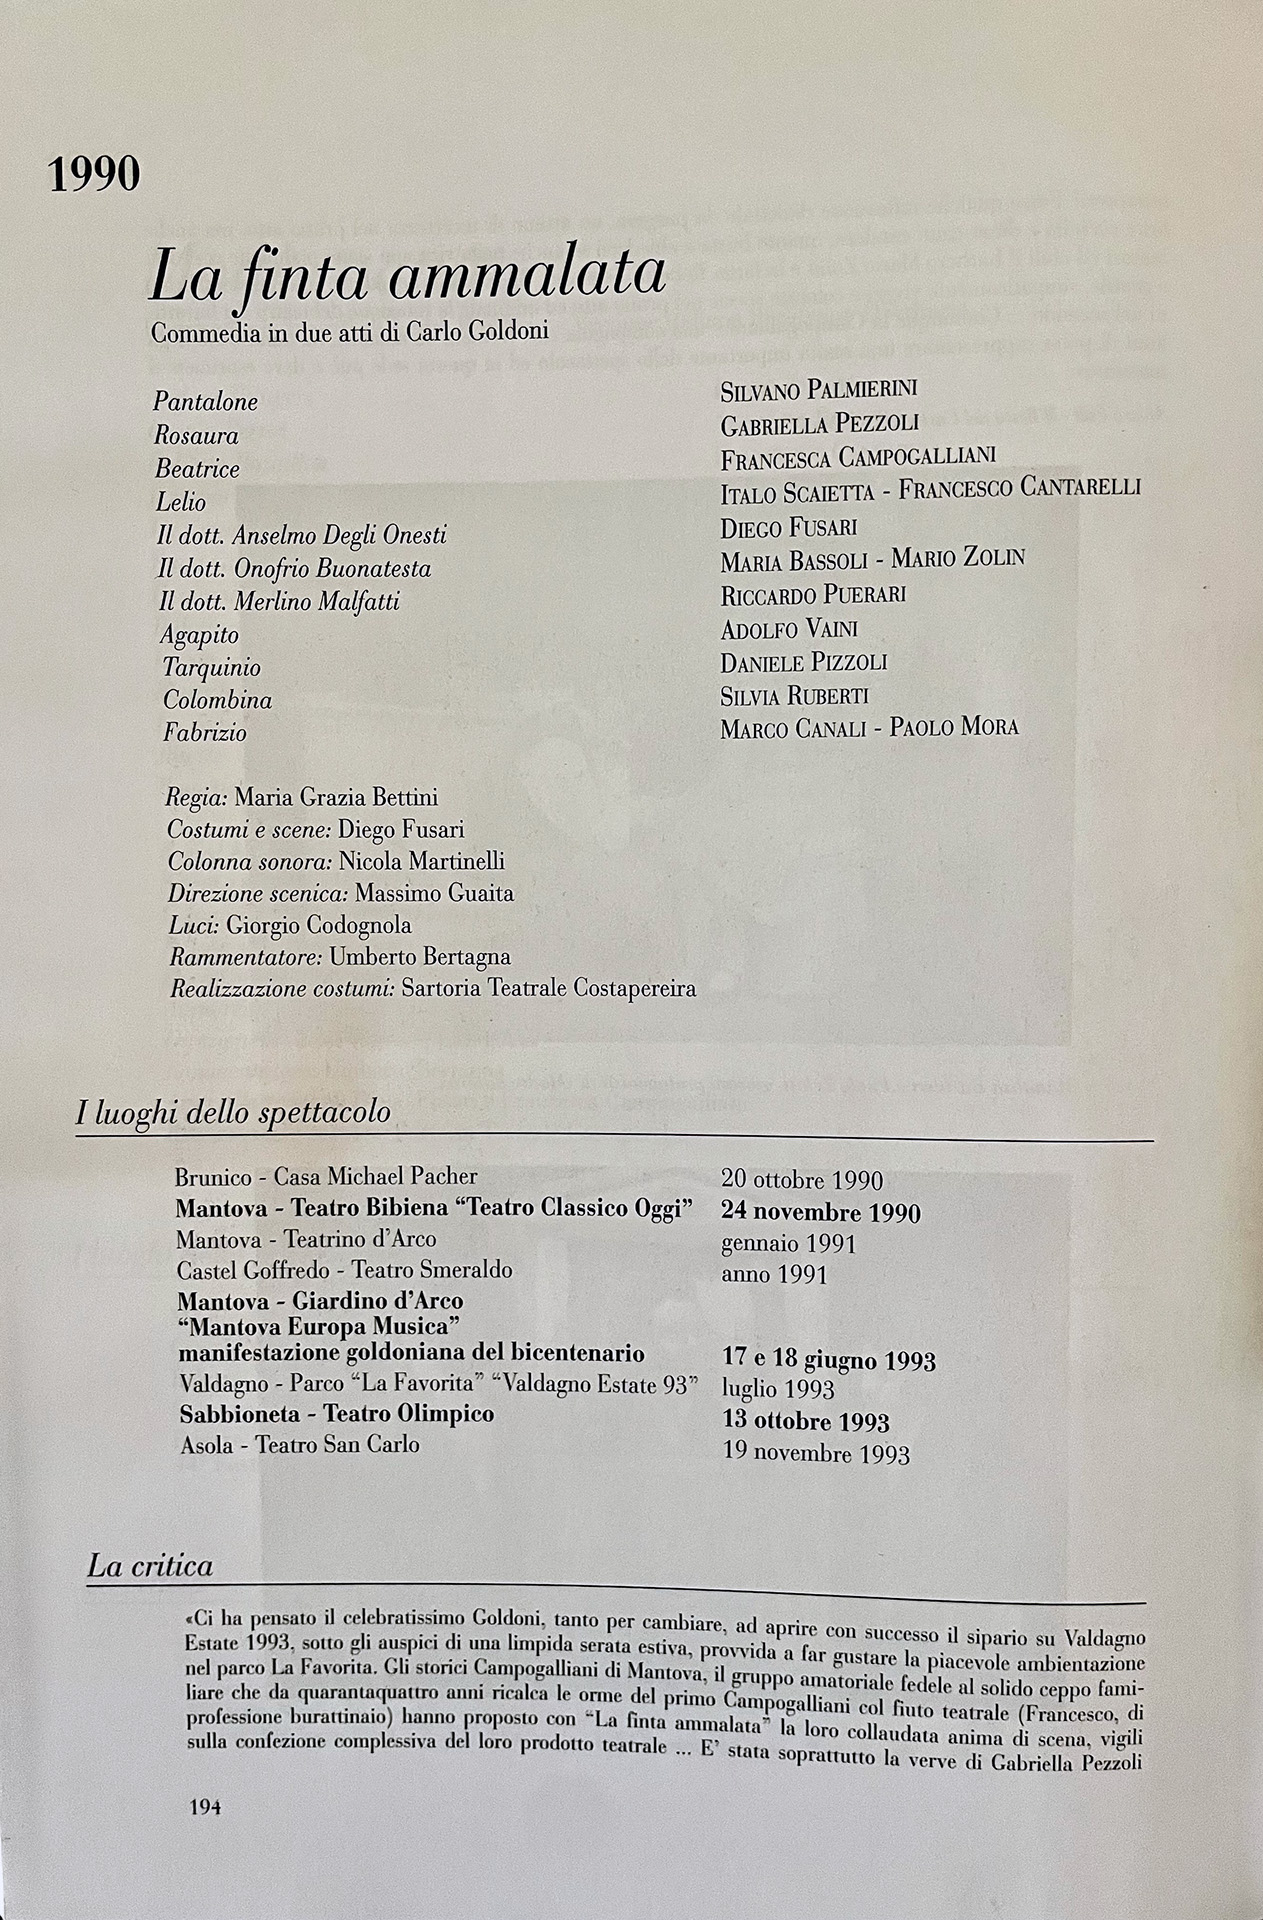 1990
La finta ammalata
Commedia in due atti di Carlo Goldoni
Pantalone SILVANO PALMIERINI
Rosaura GABRIELLA PEZZOLI
Beatrice FRANCESCA CAMPOGALLIANI
Lelio ITALO SCAIETTA - FRANCESCO CANTARELLI
Il dott. Anselmo Degli Onesti DIEGO FUSARI
Il dott. Onofrio Buonatesta MARIA BASSOLI - MARIO ZOLIN
Il dott. Merlino Malfatti RICCARDO PUERARI
Agapito ADOLFO VAINI
Tarquinio DANIELE PIZZOLI
Colombina SILVIA RUBERTI
Fabrizio MARCO CANALI - PAOLO MORA
Regia: Maria Grazia Bettini
Costumi e scene: Diego Fusari
Colonna sonora: Nicola Martinelli
Direzione scenica: Massimo Guaita
Luci: Giorgio Codognola
Rammentatore: Umberto Bertagna
Realizzazione costumi: Sartoria Teatrale Costapereira
I luoghi dello spettacolo
Brunico - Casa Michael Pacher 20 ottobre 1990
Mantova - Teatro Bibiena “Teatro Classico Oggi” 24 novembre 1990
Mantova - Teatrino d'Arco gennaio 1991
Castel Goffredo - Teatro Smeraldo anno 1991
Mantova - Giardino d'Arco
“Mantova Europa Musica”
manifestazione goldoniana del bicentenario 17 e 18 giugno 1993
Valdagno - Parco “La Favorita” “Valdagno Estate 93” luglio 1993
Sabbioneta - Teatro Olimpico 13 ottobre 1993
Asola - Teatro San Carlo 19 novembre 1993
La critica
«Ci ha pensato il celebratissimo Goldoni, tanto per cambiare, ad aprire con successo il sipario su Valdagno
Estate 1993, sotto gli auspici di una limpida serata estiva, provvida a far gustare la piacevole ambientazione
nel parco La Favorita. Gli storici Campogalliani di Mantova, il gruppo amatoriale fedele al solido ceppo fami-
liare che da quarantaquattro anni ricalca le orme del primo Campogalliani col fiuto teatrale (Francesco, di
professione burattinaio) hanno proposto con “La finta ammalata” la loro collaudata anima di scena, vigili
sulla confezione complessiva del loro prodotto teatrale ... E' stata soprattutto la verve di Gabriella Pezzoli
194